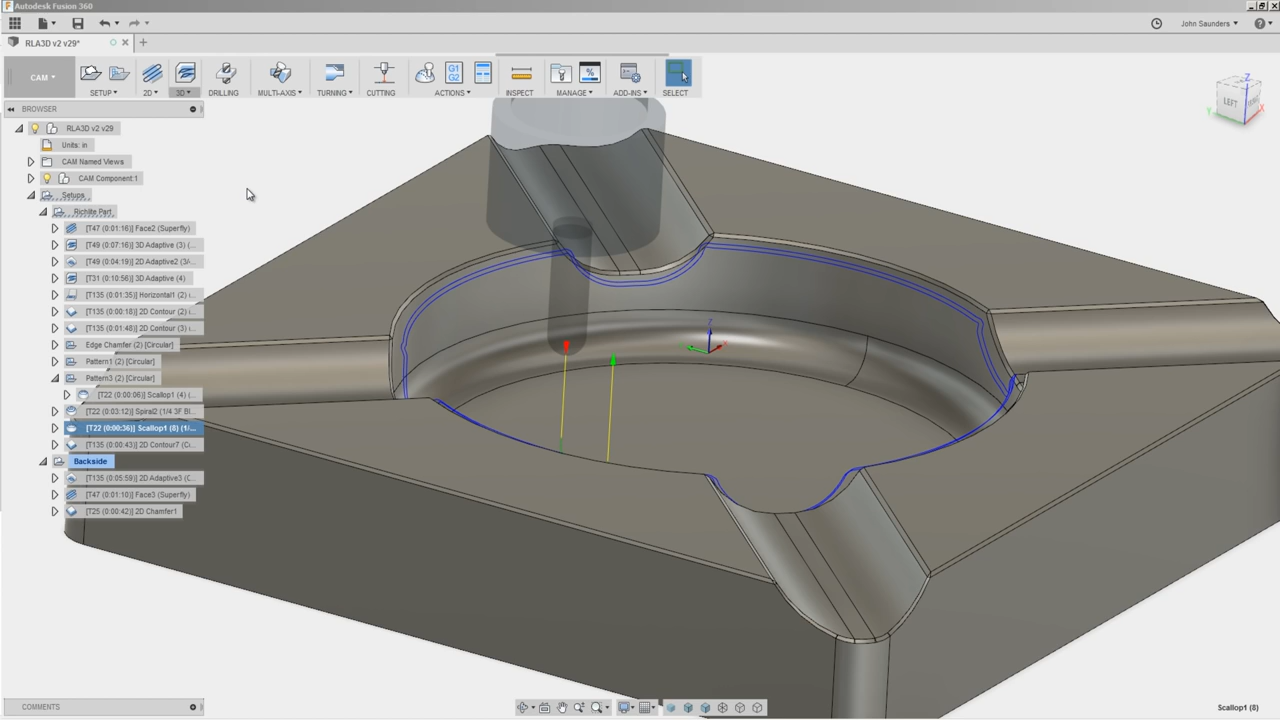 Autodesk Fusion 360
John Saunders
RLA3D v2 v29*
CAM
G1
G2
%
SETUP
2D
3D
DRILLING
MULTI-AXIS
TURNING
CUTTING
ACTIONS
INSPECT
MANAGE
ADD-INS
SELECT
Z
LEFT
Y
X
BROWSER
RLA3D v2 v29
Units: in
CAM Named Views
CAM Component:1
Setups
Richlite Part
[T47 (0:01:16)] Face2 (Superfly)
[T49 (0:07:16)] 3D Adaptive (3) (...
[T49 (0:04:19)] 2D Adaptive2 (3/...
[T31 (0:10:56)] 3D Adaptive (4)
[T135 (0:01:35)] Horizontal1 (2) (...
[T135 (0:00:18)] 2D Contour (2) (...
[T135 (0:01:48)] 2D Contour (3) (...
Edge Chamfer (2) [Circular]
Pattern1 (2) [Circular]
Pattern3 (2) [Circular]
[T22 (0:00:06)] Scallop1 (4) (...
[T22 (0:03:12)] Spiral2 (1/4 3F Bl...
[T22 (0:00:36)] Scallop1 (8) (1/...
[T135 (0:00:43)] 2D Contour7 (C...
Backside
[T135 (0:05:59)] 2D Adaptive3 (C...
[T47 (0:01:10)] Face3 (Superfly)
[T25 (0:00:42)] 2D Chamfer1
Z
COMMENTS
Scallop1 (8)